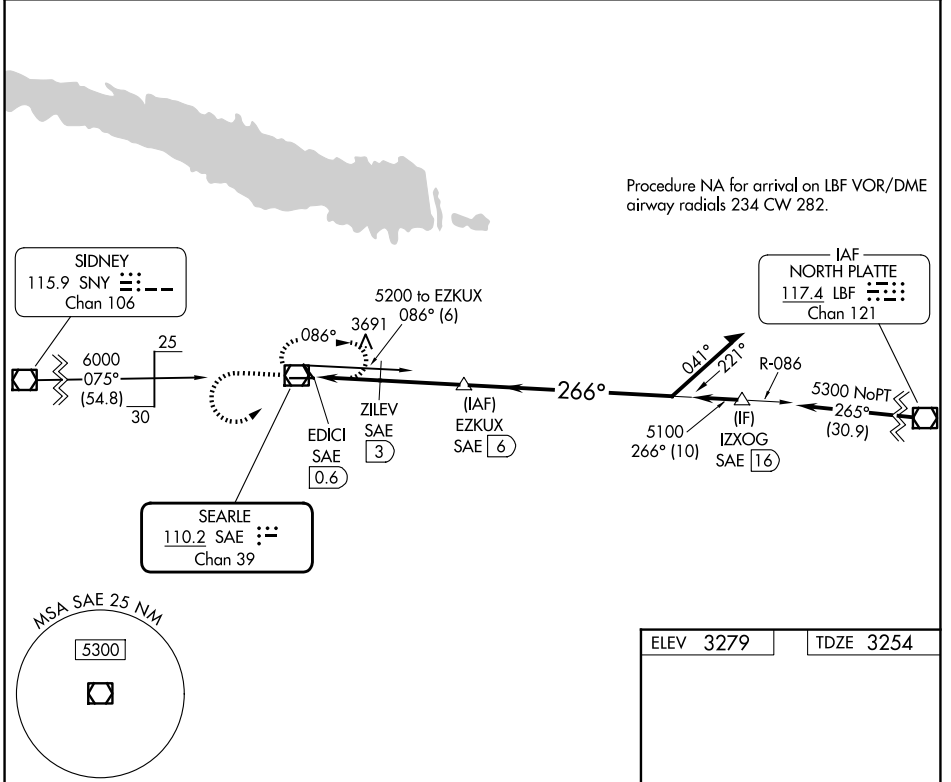 Procedure NA for arrival on LBF VOR/DME
airway radials 234 CW 282.
SIDNEY
115.9 SNY
Chan 106
IAF
NORTH PLATTE
117.4 LBF
Chan 121
5200 to EZKUX
086° (6)
3691
086°
6000
075°
(54.8)
25
30
041°
221°
R-086
5300 NoPT
265°
(30.9)
266°
5100
266° (10)
(IF)
IZXOG
SAE 16
(IAF)
EZKUX
SAE 6
ZILEV
SAE
3
EDICI
SAE
0.6
SEARLE
110.2 SAE
Chan 39
MSA SAE 25 NM
5300
ELEV 3279
TDZE 3254